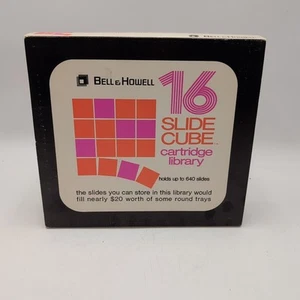 BELL & HOWELL
16
SLIDE
CUBE™
cartridge
library
holds up to 640 slides
the slides you can store in this library would
fill nearly $20 worth of some round trays